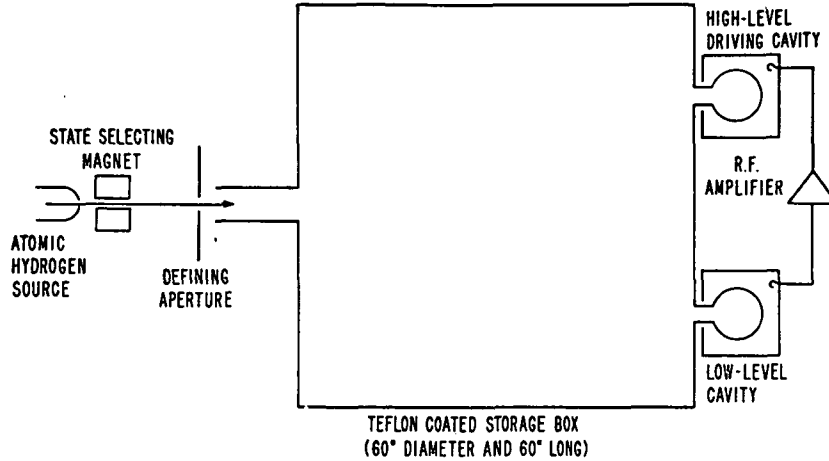 HIGH-LEVEL
DRIVING CAVITY
STATE SELECTING
MAGNET
R.F.
AMPLIFIER
ATOMIC
HYDROGEN
SOURCE
DEFINING
APERTURE
LOW-LEVEL
CAVITY
TEFLON COATED STORAGE BOX
(60" DIAMETER AND 60" LONG)